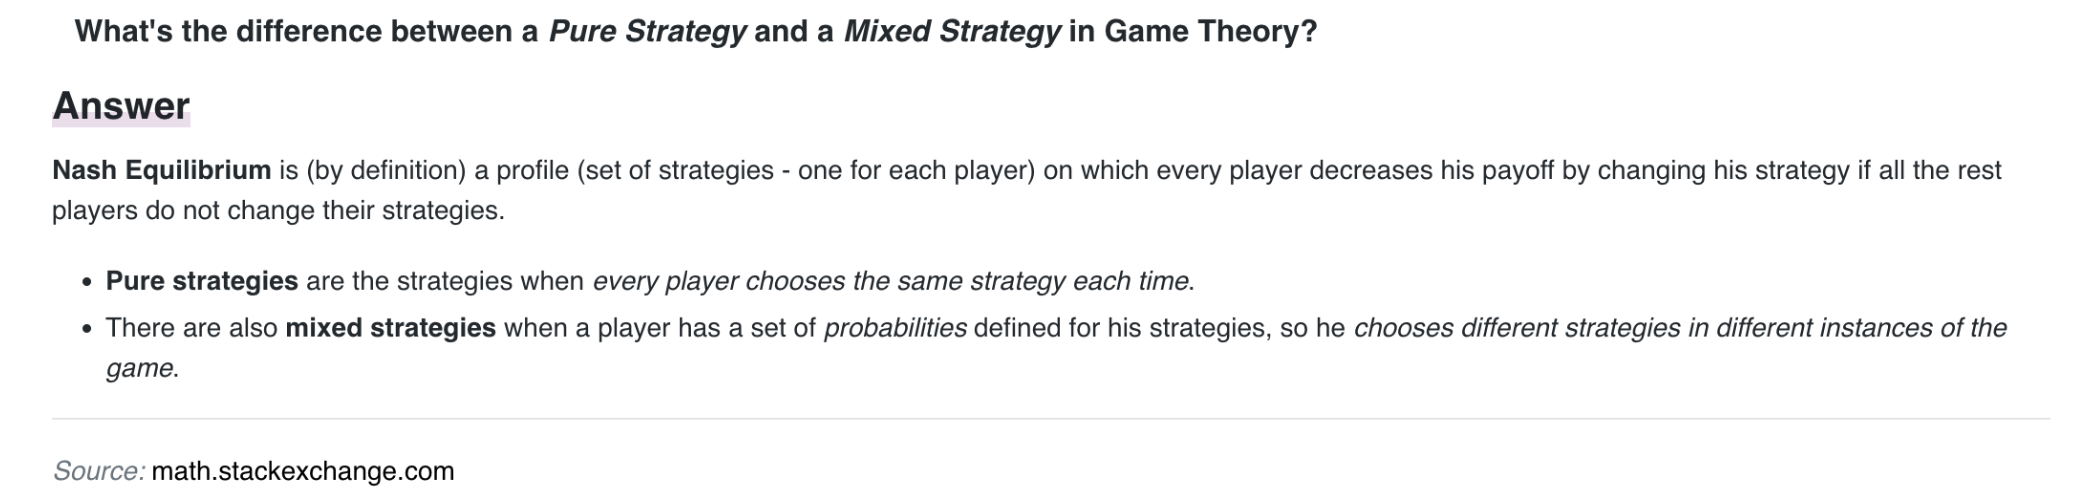 What's the difference between a Pure Strategy and a Mixed Strategy in Game Theory?
Answer
Nash Equilibrium is (by definition) a profile (set of strategies - one for each player) on which every player decreases his payoff by changing his strategy if all the rest
players do not change their strategies.
• Pure strategies are the strategies when every player chooses the same strategy each time.
• There are also mixed strategies when a player has a set of probabilities defined for his strategies, so he chooses different strategies in different instances of the
game.
Source: math.stackexchange.com